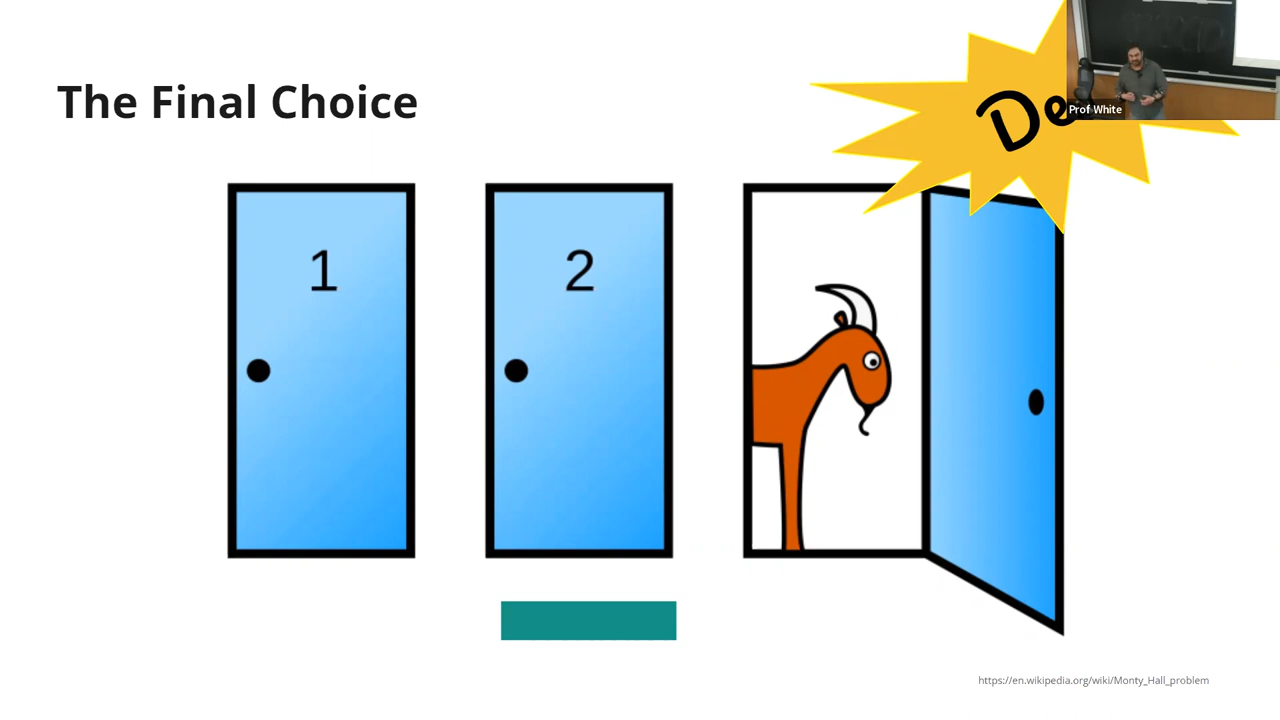 The Final Choice
De
Prof White
1
2
https://en.wikipedia.org/wiki/Monty_Hall_problem